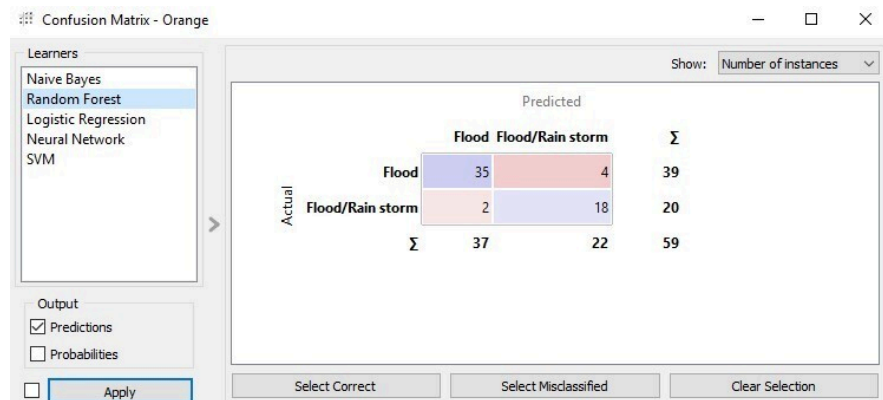 Confusion Matrix - Orange
Learners
Naive Bayes
Random Forest
Logistic Regression
Neural Network
SVM
Output
Predictions
Probabilities
Apply
Show: Number of instances
Predicted
Flood Flood/Rain storm Σ
Actual
Flood 35 4 39
Flood/Rain storm 2 18 20
Σ 37 22 59
Select Correct Select Misclassified Clear Selection